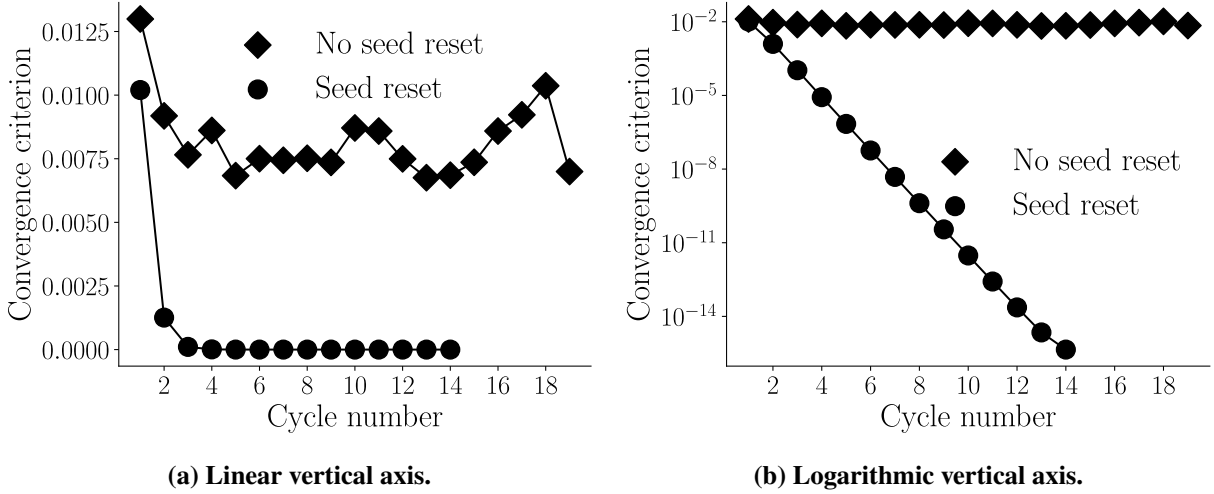 Convergence criterion
0.0125
0.0100
0.0075
0.0050
0.0025
0.0000
No seed reset
Seed reset
2 4 6 8 10 12 14 16 18
Cycle number
(a) Linear vertical axis.
Convergence criterion
10−2
10−5
10−8
10−11
10−14
No seed reset
Seed reset
2 4 6 8 10 12 14 16 18
Cycle number
(b) Logarithmic vertical axis.